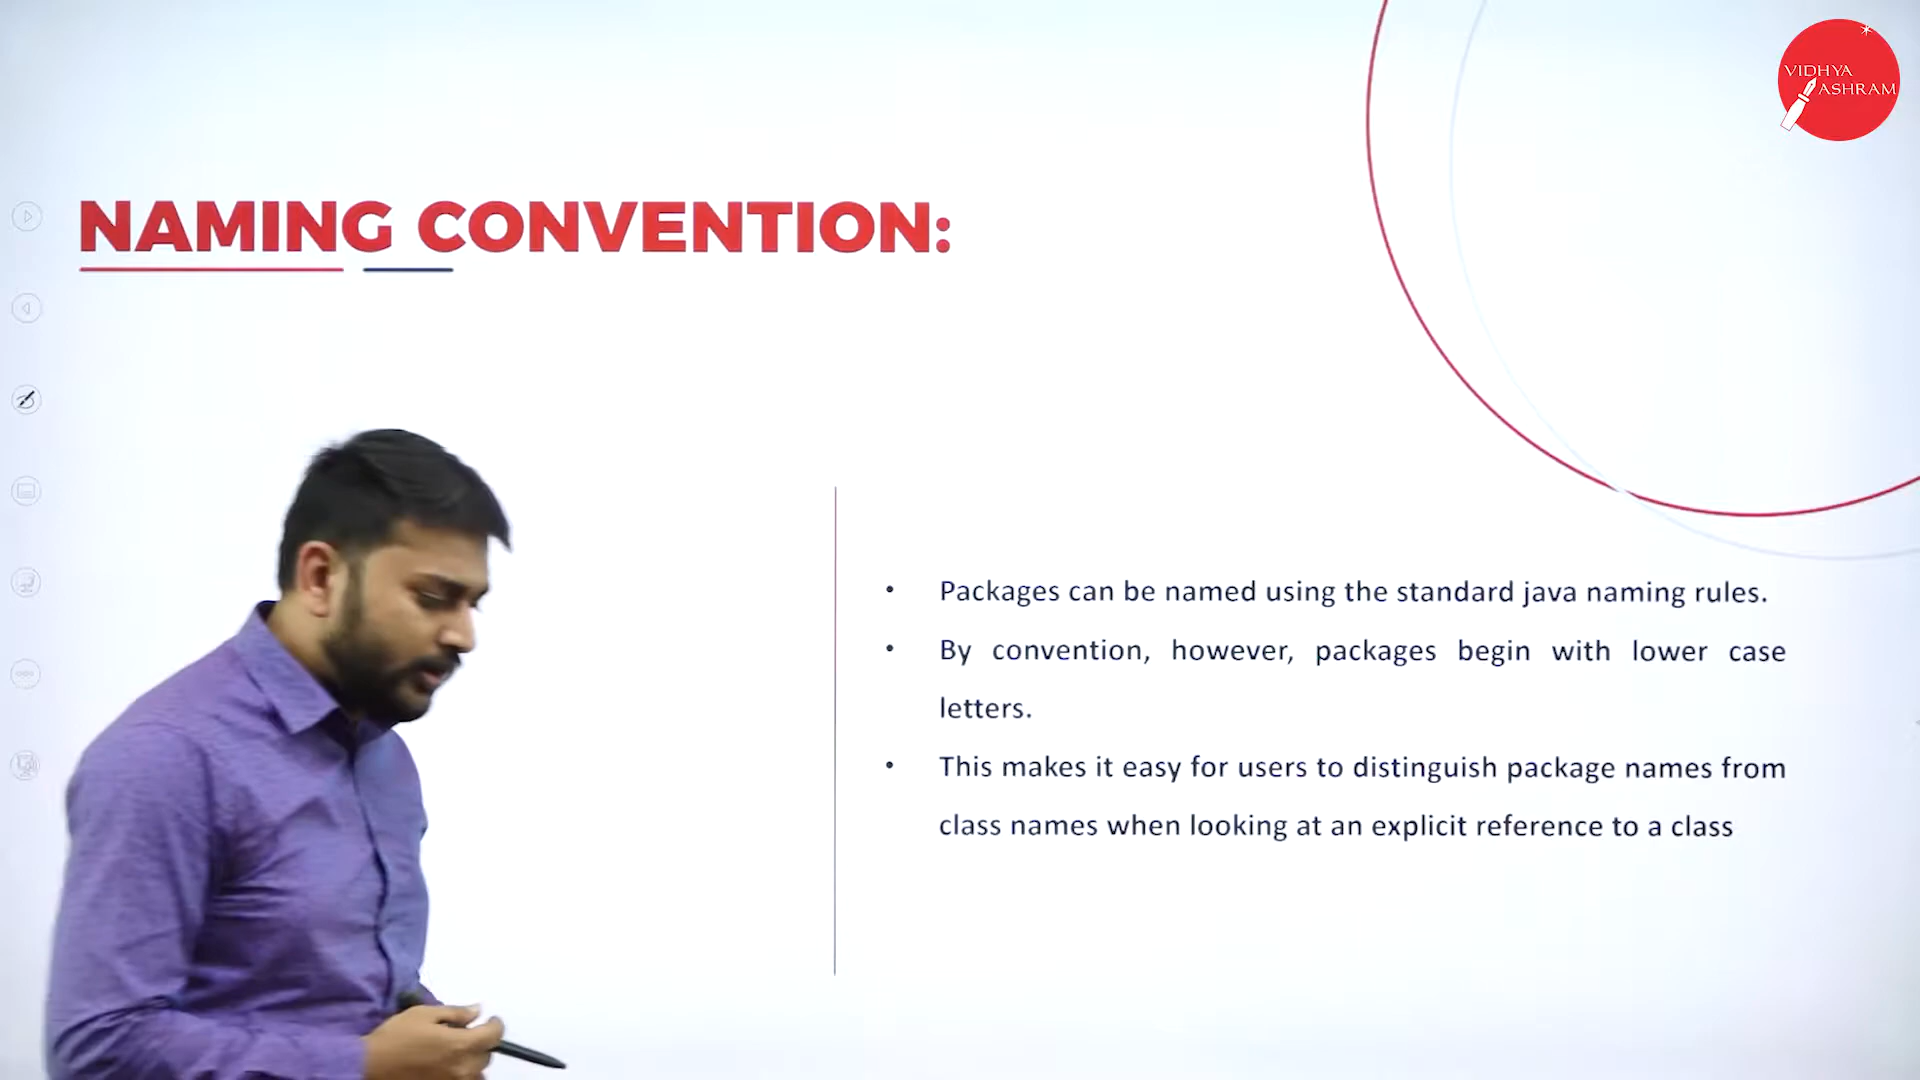 VIDHYA
ASHRAM
NAMING CONVENTION:
• Packages can be named using the standard java naming rules.
• By convention, however, packages begin with lower case
letters.
• This makes it easy for users to distinguish package names from
class names when looking at an explicit reference to a class